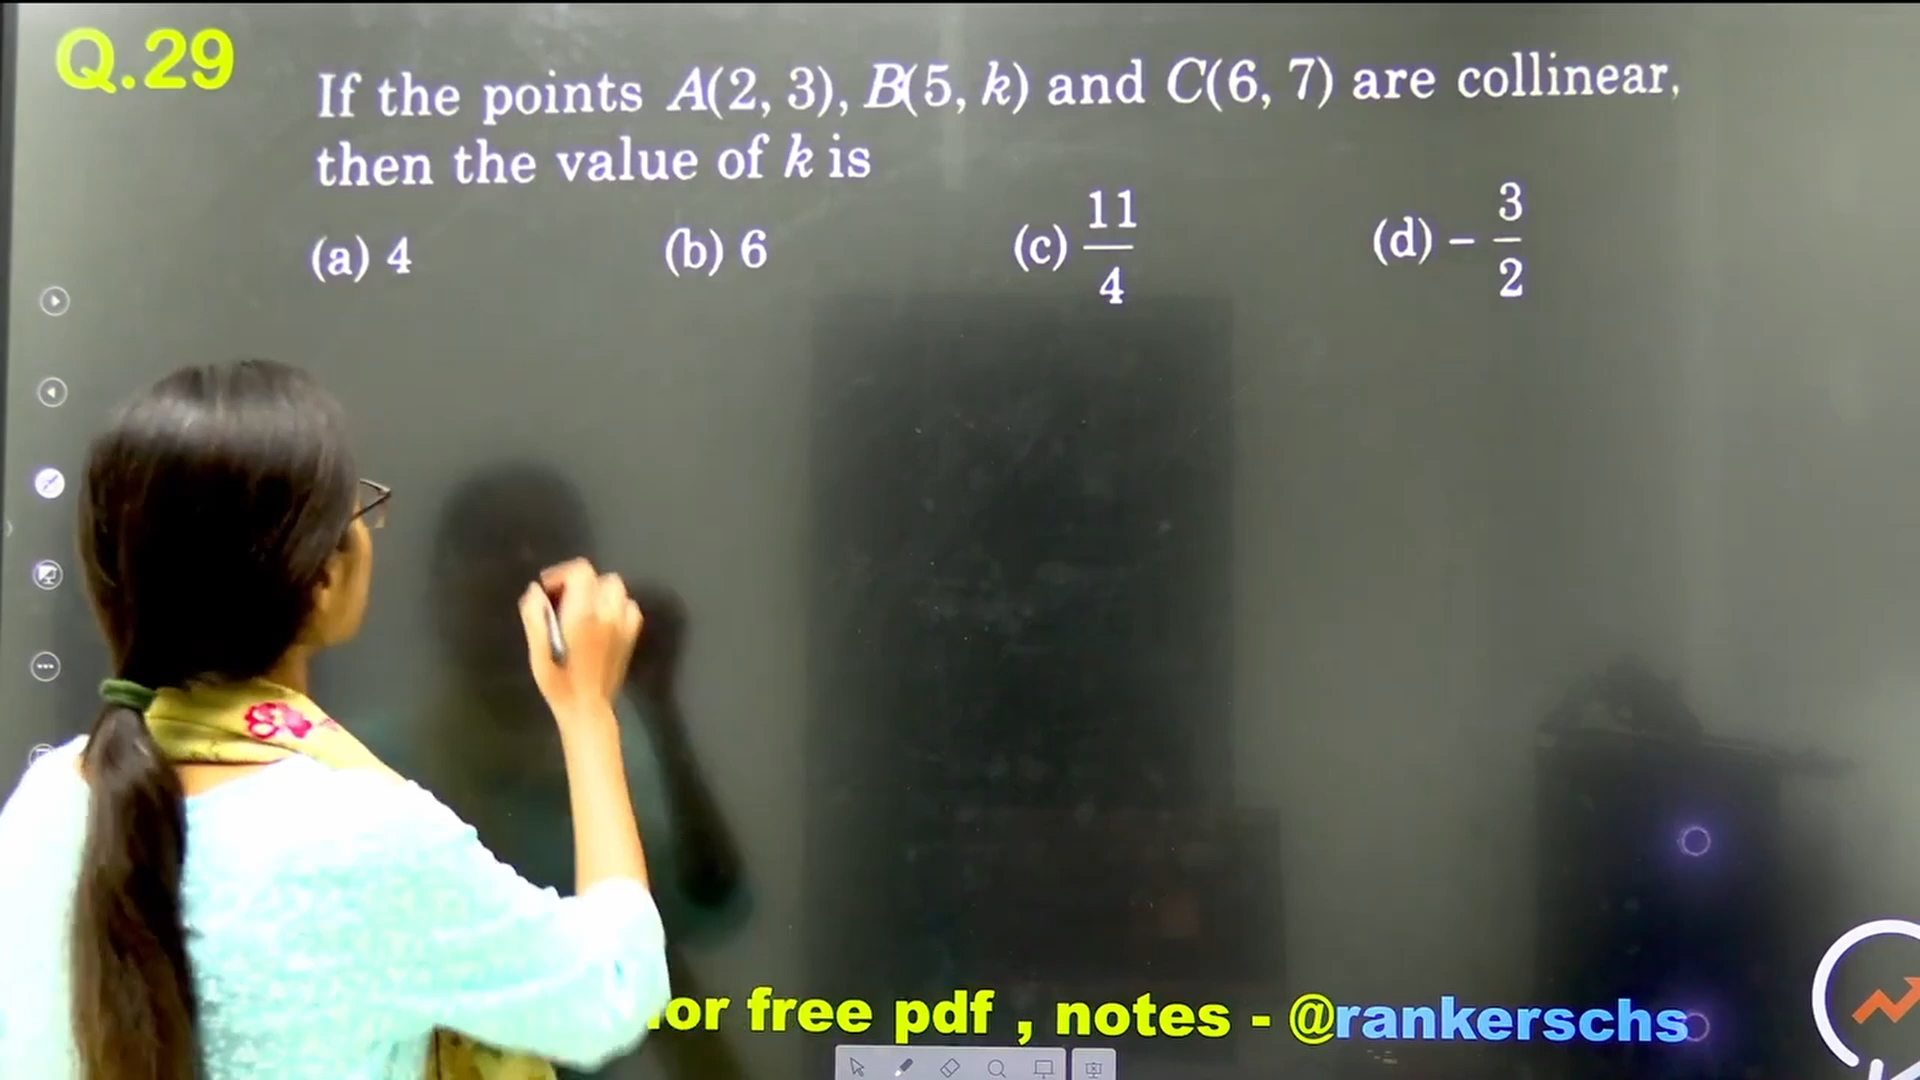 Q.29
If the points A(2, 3), B(5, k) and C(6, 7) are collinear,
then the value of k is
(a) 4 (b) 6 (c) 11/4 (d) - 3/2
or free pdf , notes - @rankerschs